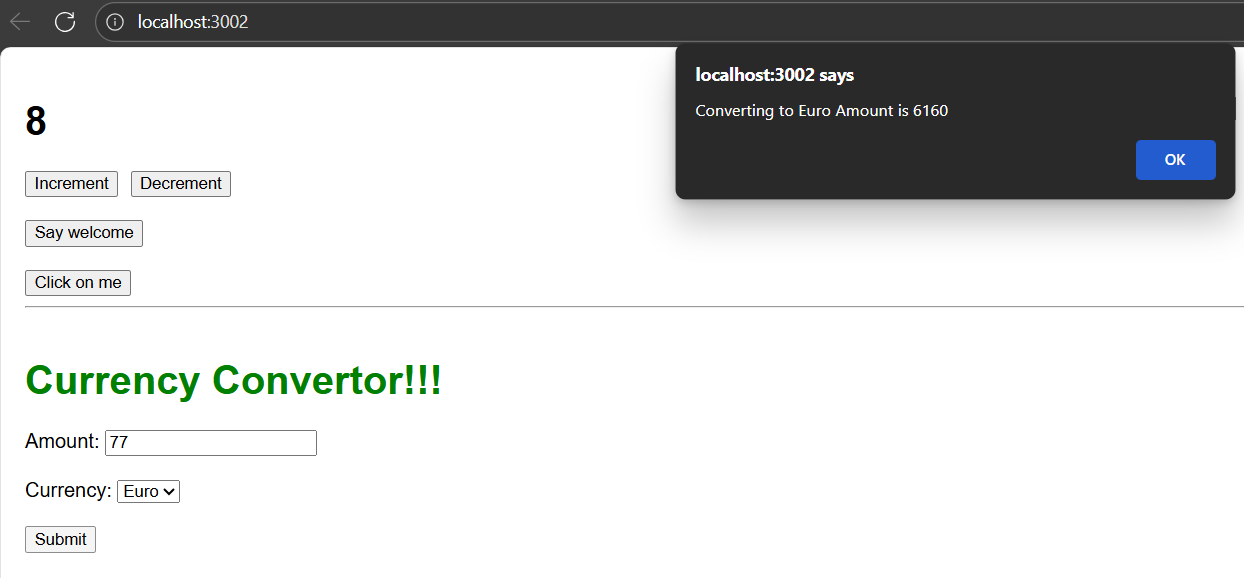 localhost:3002
localhost:3002 says
Converting to Euro Amount is 6160
OK
8
Increment Decrement
Say welcome
Click on me
Currency Convertor!!!
Amount: 77
Currency: Euro
Submit